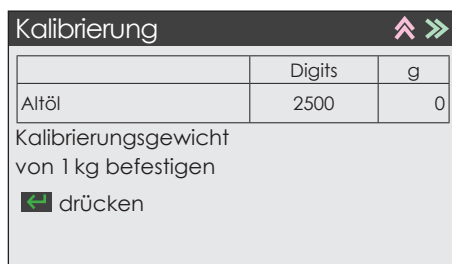 Kalibrierung
Digits g
Altöl 2500 0
Kalibrierungsgewicht
von 1 kg befestigen
drücken